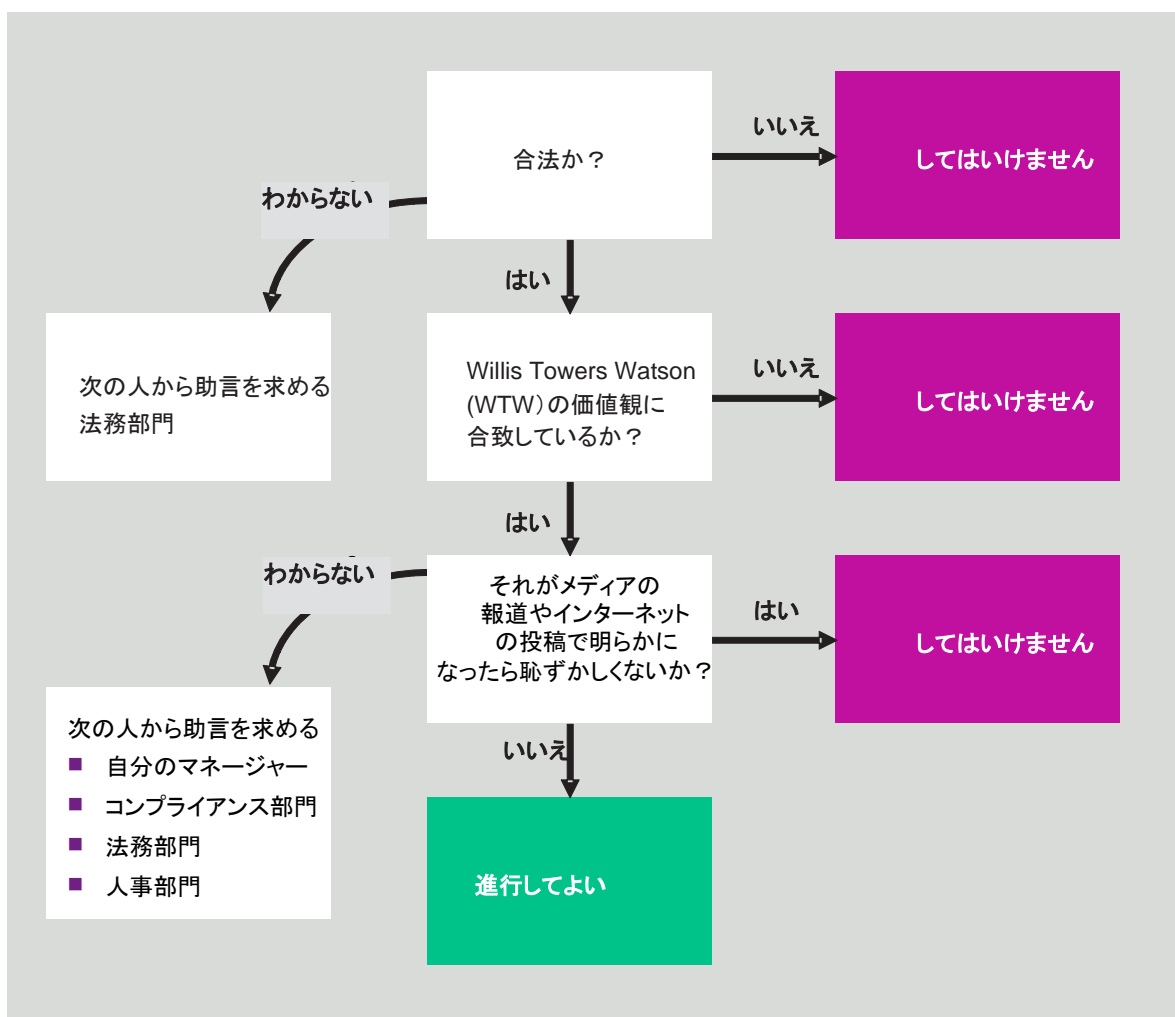 合法か？
いいえ
してはいけません
わからない
はい
次の人から助言を求める
法務部門
Willis Towers Watson
(WTW）の価値観に
合致しているか？
いいえ
してはいけません
はい
わからない
それがメディアの
報道やインターネット
の投稿で明らかに
なったら恥ずかしくないか？
はい
してはいけません
次の人から助言を求める
■ 自分のマネージャー
■ コンプライアンス部門
■ 法務部門
■ 人事部門
いいえ
進行してよい